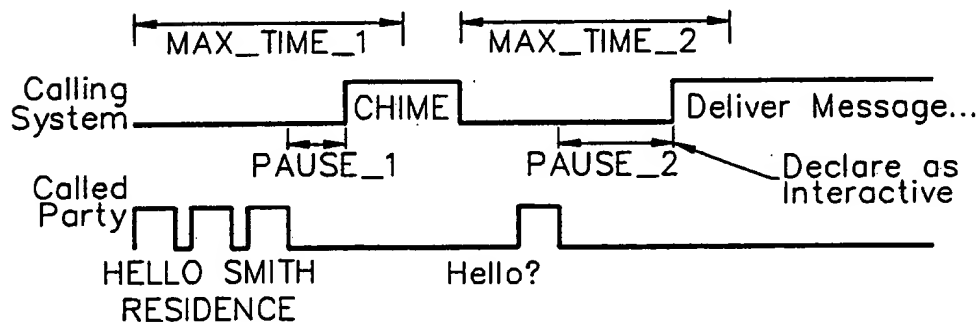 MAX_TIME_1 MAX_TIME_2
Calling
System
CHIME
Deliver Message...
PAUSE_1 PAUSE_2
Declare as
Interactive
Called
Party
HELLO SMITH
RESIDENCE
Hello?